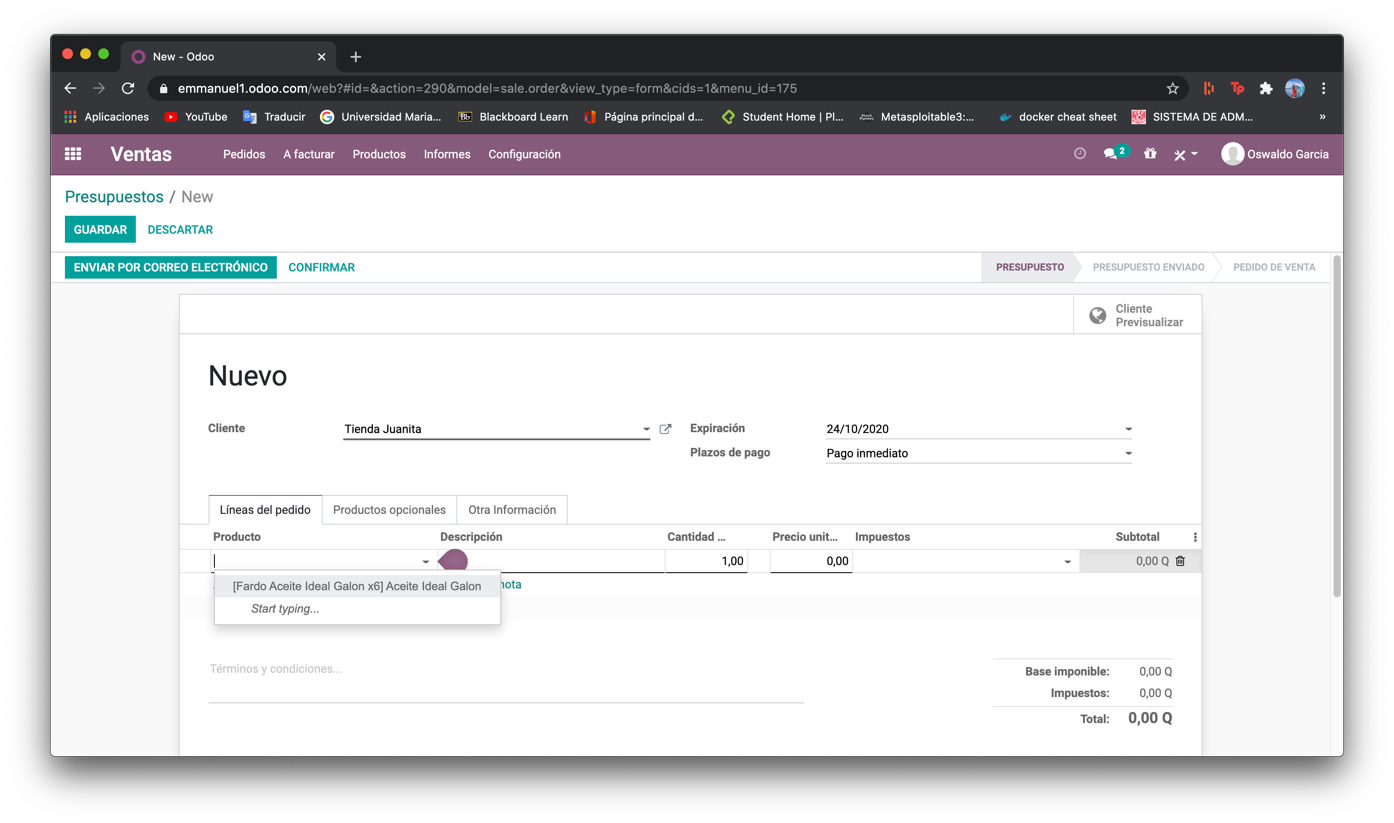 New - Odoo
emmanuel1.odoo.com/web?#id=&action=290&model=sale.order&view_type=form&cids=1&menu_id=175
Aplicaciones YouTube Traducir Universidad Maria... Bb Blackboard Learn Página principal d... Student Home | Pl... Metasploitable3:... docker cheat sheet SISTEMA DE ADM... »
Ventas Pedidos A facturar Productos Informes Configuración 2 Oswaldo Garcia
Presupuestos / New
GUARDAR DESCARTAR
ENVIAR POR CORREO ELECTRÓNICO CONFIRMAR PRESUPUESTO PRESUPUESTO ENVIADO PEDIDO DE VENTA
Cliente
Previsualizar
Nuevo
Cliente Tienda Juanita Expiración 24/10/2020
Plazos de pago Pago inmediato
Líneas del pedido Productos opcionales Otra Información
Producto Descripción Cantidad ... Precio unit... Impuestos Subtotal
1,00 0,00 0,00 Q
[Fardo Aceite Ideal Galon x6] Aceite Ideal Galon nota
Start typing...
Términos y condiciones...
Base imponible: 0,00 Q
Impuestos: 0,00 Q
Total: 0,00 Q